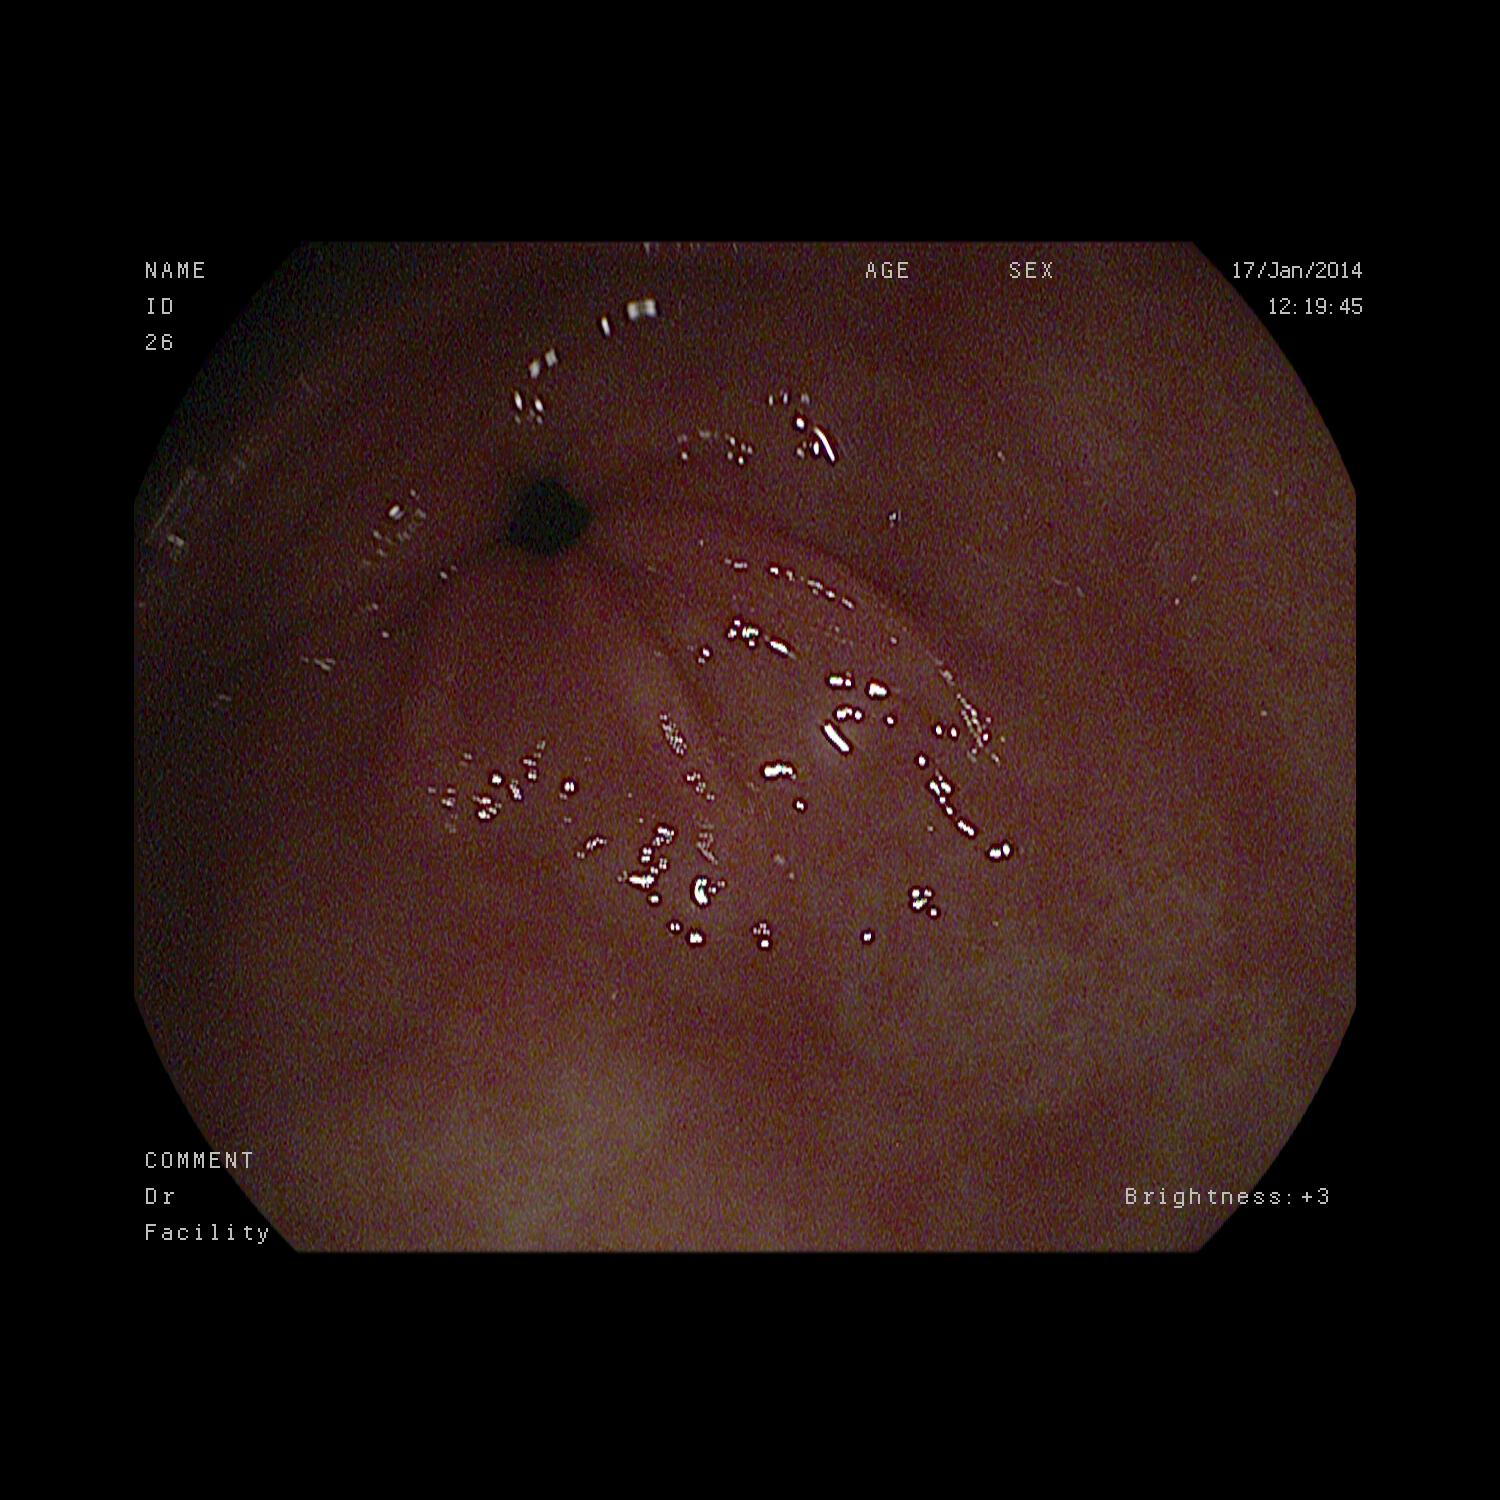 NAME
AGE
SEX
17/Jan/2014
ID
12:19:45
26
COMMENT
Dr
Brightness:+3
Facility